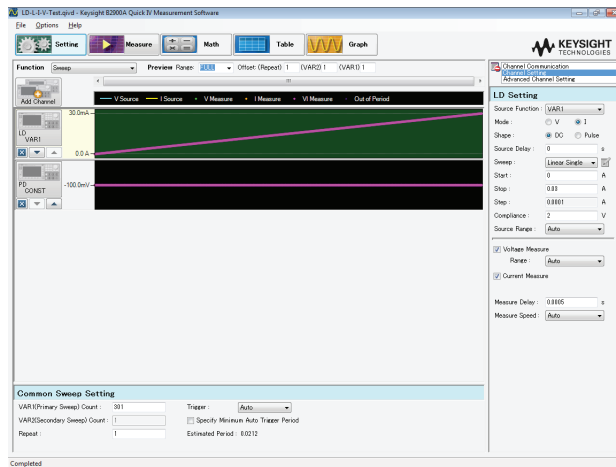 LD-L-I-V-Test.qivd - Keysight B2900A Quick IV Measurement Software
File Options Help
Setting Measure Math Table Graph
KEYSIGHT
TECHNOLOGIES
Function Sweep Preview Range: FULL Offset: (Repeat) 1 (VAR2) 1 (VAR1) 1
Add Channel
V Source I Source V Measure I Measure VI Measure Out of Period
30.0mA
LD
VAR1
0.0 A
PD
CONST
-100.0mV
Channel Communication
Channel Setting
Advanced Channel Setting
LD Setting
Source Function : VAR1
Mode : V I
Shape : DC Pulse
Source Delay : 0 s
Sweep : Linear Single
Start : 0 A
Stop : 0.03 A
Step : 0.0001 A
Compliance : 2 V
Source Range : Auto
Voltage Measure
Range : Auto
Current Measure
Measure Delay : 0.0005 s
Measure Speed : Auto
Common Sweep Setting
VAR1(Primary Sweep) Count : 301 Trigger : Auto
VAR2(Secondary Sweep) Count : 1 Specify Minimum Auto Trigger Period
Repeat : 1 Estimated Period : 0.0212
Completed